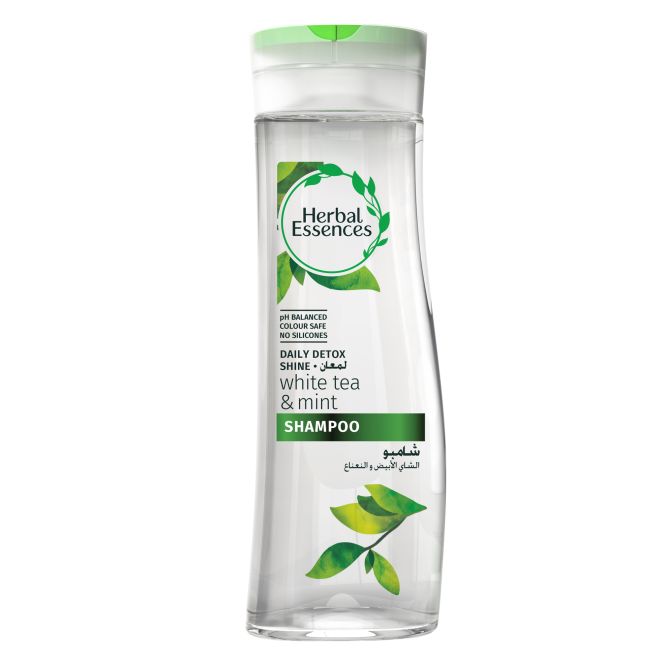 Herbal
Essences
pH BALANCED
COLOUR SAFE
NO SILICONES
DAILY DETOX
SHINE • لمعان
white tea
& mint
SHAMPOO
شامبو
الشاي الأبيض و النعناع